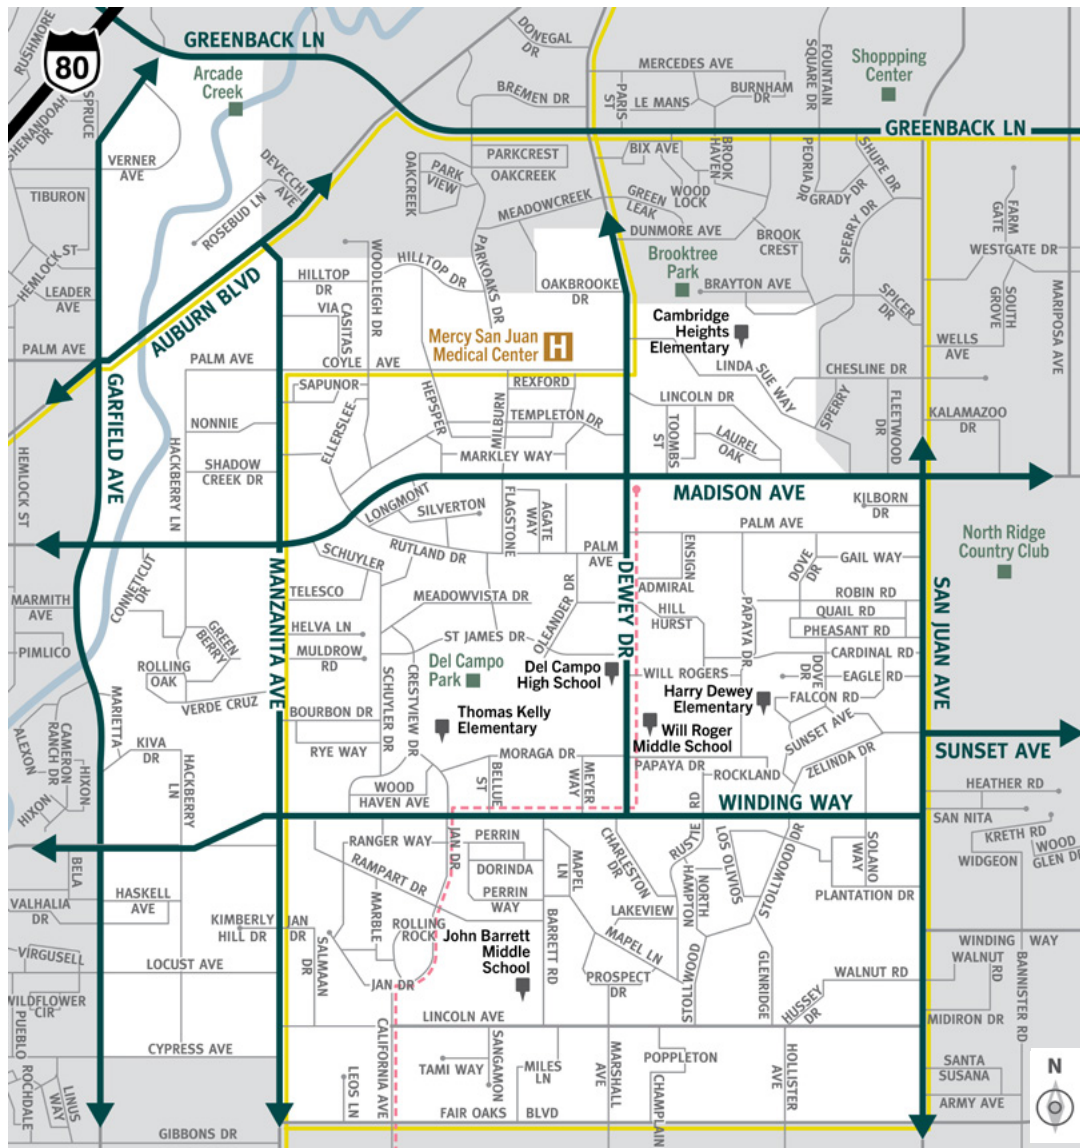 RUSHMORE
80
GREENBACK LN
DONEGAL
DR
Arcade
Creek
SHENANDOAH
DR
SPRUCE
BREMEN DR
MERCEDES AVE
PARIS
ST
LE MANS
BURNHAM
DR
FOUNTAIN
SQUARE DR
Shoppping
Center
GREENBACK LN
VERNER
AVE
DEVECCHI
AVE
ROSEBUD LN
OAKCREEK
PARK
VIEW
PARKCREST
OAKCREEK
BIX AVE
BROOK
HAVEN
WOOD
LOCK
GREEN
LEAK
DUNMORE AVE
PEORIA DR
GRADY DR
SHUPE DR
SPERRY DR
TIBURON
HEMLOCK ST
LEADER
AVE
MEADOWCREEK
PARKOAKS DR
BROOK
CREST
FARM
GATE
WESTGATE DR
SOUTH
GROVE
MARIPOSA AVE
HILLTOP
DR
WOODLEIGH DR
HILLTOP DR
OAKBROOKE
DR
Brooktree
Park
BRAYTON AVE
SPICER
DR
VIA
CASITAS
Mercy San Juan
Medical Center
H
Cambridge
Heights
Elementary
WELLS
AVE
AUBURN BLVD
PALM AVE
PALM AVE
COYLE AVE
LINDA
SUE WAY
CHESLINE DR
GARFIELD AVE
SAPUNOR
HEPSPER
MILBURN
REXFORD
TEMPLETON DR
LINCOLN DR
TOOMBS
ST
LAUREL
OAK
SPERRY
FLEETWOOD
DR
KALAMAZOO
DR
NONNIE
ELLERSLEE
HACKBERRY LN
SHADOW
CREEK DR
MARKLEY WAY
HEMLOCK ST
MADISON AVE
KILBORN
DR
LONGMONT
SILVERTON
FLAGSTONE
AGATE
WAY
PALM AVE
North Ridge
Country Club
SCHUYLER
RUTLAND DR
PALM
AVE
ENSIGN
DOVE
DR
GAIL WAY
CONNETICUT
DR
MANZANITA AVE
TELESCO
MEADOWVISTA DR
OLEANDER DR
DEWEY DR
ADMIRAL
HILL
HURST
PAPAYA DR
ROBIN RD
QUAIL RD
PHEASANT RD
SAN JUAN AVE
MARMITH
AVE
PIMLICO
GREEN
BERRY
ROLLING
OAK
HELVA LN
MULDROW
RD
ST JAMES DR
CARDINAL RD
Del Campo
Park
Del Campo
High School
WILL ROGERS
DOVE
DR
EAGLE RD
FALCON RD
VERDE CRUZ
SCHUYLER DR
CRESTVIEW DR
Harry Dewey
Elementary
MARIETTA
BOURBON DR
Thomas Kelly
Elementary
Will Roger
Middle School
SUNSET AVE
ALEXON
CAMERON
RANCH DR
HIXON
HIXON
KIVA
DR
HACKBERRY
LN
RYE WAY
MORAGA DR
PAPAYA DR
ROCKLAND
ZELINDA DR
SUNSET AVE
WOOD
HAVEN AVE
BELLUE
ST
MEYER
WAY
HEATHER RD
WINDING WAY
SAN NITA
RANGER WAY
JAN DR
PERRIN
DORINDA
PERRIN
WAY
MAPEL
LN
CHARLESTON
DR
RUSTIE
RD
LOS OLIVIOS
STOLLWOOD DR
SOLANO
WAY
KRETH RD
WIDGEON
WOOD
GLEN DR
BELA
RAMPART DR
NORTH
HAMPTON
PLANTATION DR
VALHALIA
DR
HASKELL
AVE
KIMBERLY
HILL DR
JAN
DR
SALMAAN
DR
MARBLE
ROLLING
ROCK
BARRETT RD
LAKEVIEW
MAPEL LN
John Barrett
Middle
School
GLENRIDGE
WINDING WAY
WALNUT
RD
BANNISTER RD
VIRGUSELL
LOCUST AVE
JAN DR
PROSPECT
DR
STOLLWOOD
WALNUT RD
HUSSEY
DR
WILDFLOWER
CIR
PUEBLO
LINCOLN AVE
MIDIRON DR
CYPRESS AVE
CALIFORNIA AVE
TAMI WAY
SANGAMON
MILES
LN
MARSHALL
AVE
POPPLETON
CHAMPLAIN
HOLLISTER
AVE
SANTA
SUSANA
N
ROCHDALE
LINUS
WAY
LEOS LN
FAIR OAKS BLVD
ARMY AVE
GIBBONS DR